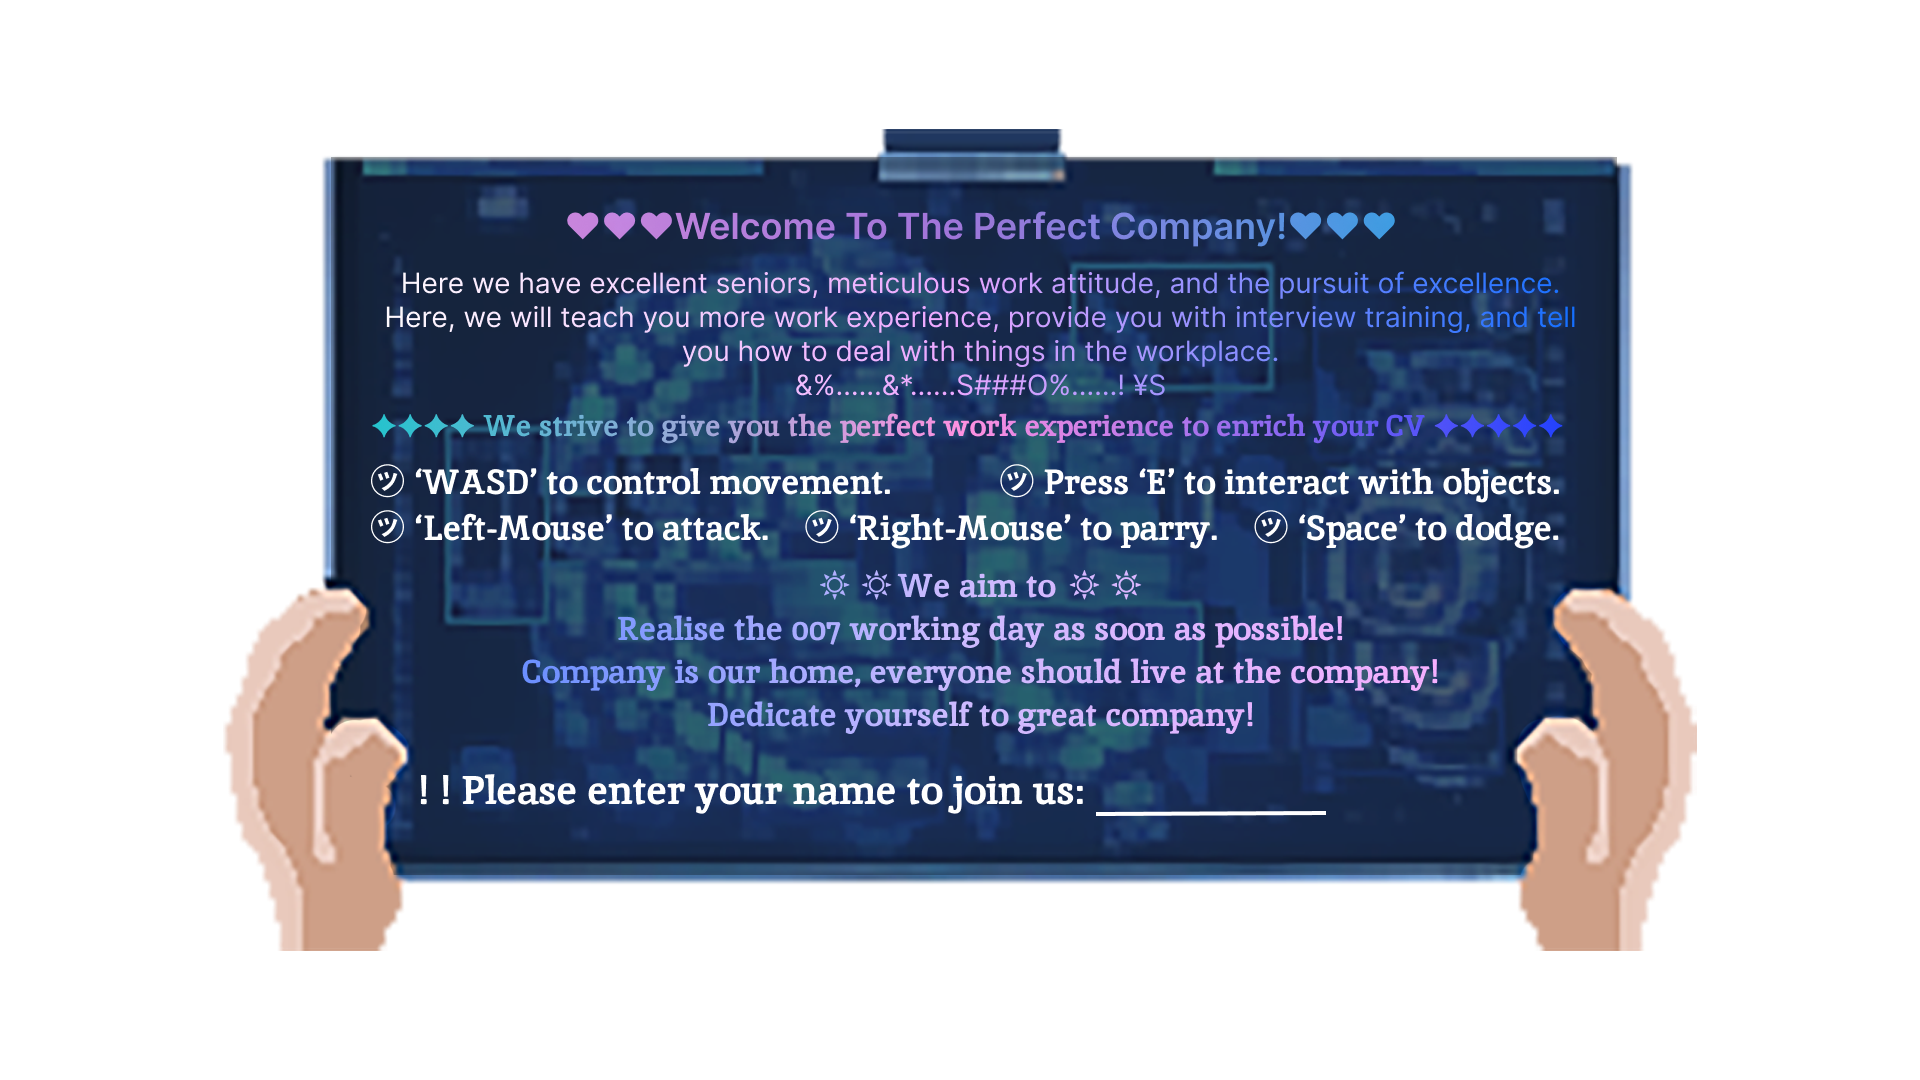 ♥♥♥Welcome To The Perfect Company!♥♥♥
Here we have excellent seniors, meticulous work attitude, and the pursuit of excellence.
Here, we will teach you more work experience, provide you with interview training, and tell
you how to deal with things in the workplace.
&%......&*......S###O%......! ¥S
✦✦✦✦ We strive to give you the perfect work experience to enrich your CV ✦✦✦✦✦
㋡ ‘WASD’ to control movement. ㋡ Press ‘E’ to interact with objects.
㋡ ‘Left-Mouse’ to attack. ㋡ ‘Right-Mouse’ to parry. ㋡ ‘Space’ to dodge.
☼ ☼ We aim to ☼ ☼
Realise the 007 working day as soon as possible!
Company is our home, everyone should live at the company!
Dedicate yourself to great company!
! ! Please enter your name to join us: __________